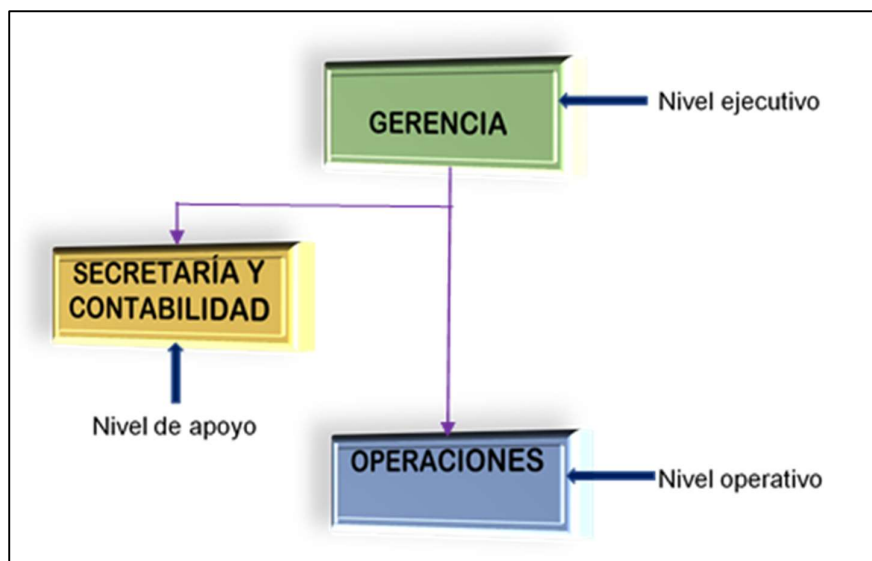 GERENCIA
Nivel ejecutivo
SECRETARÍA Y
CONTABILIDAD
Nivel de apoyo
OPERACIONES
Nivel operativo